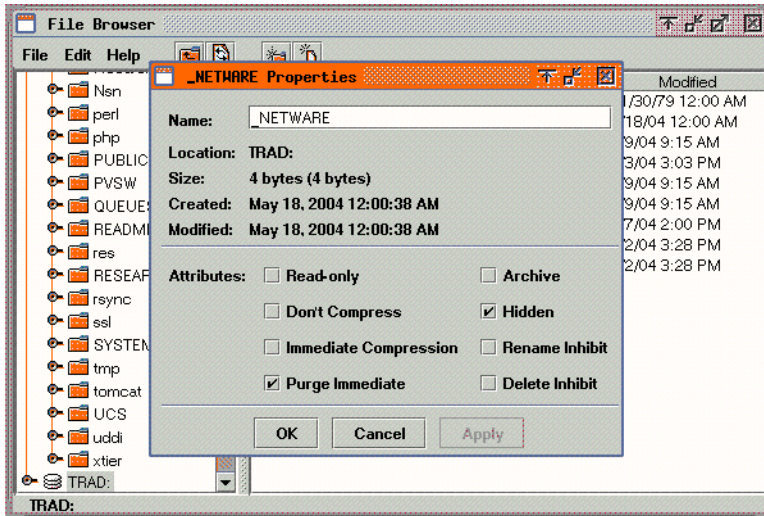 File Browser
File Edit Help
_NETWARE Properties
Modified
Nsn
perl
php
PUBLIC
PVSW
QUEUES
res
rsync
ssl
tmp
tomcat
UCS
uddi
xtier
TRAD:
TRAD:
Name: _NETWARE
Location: TRAD:
Size: 4 bytes (4 bytes)
Created: May 18, 2004 12:00:38 AM
Modified: May 18, 2004 12:00:38 AM
Attributes: Read-only Archive
Don't Compress Hidden
Immediate Compression Rename Inhibit
Purge Immediate Delete Inhibit
OK Cancel Apply
/30/79 12:00 AM
/18/04 12:00 AM
9/04 9:15 AM
3/04 3:03 PM
9/04 9:15 AM
9/04 9:15 AM
7/04 2:00 PM
/2/04 3:28 PM
2/04 3:28 PM